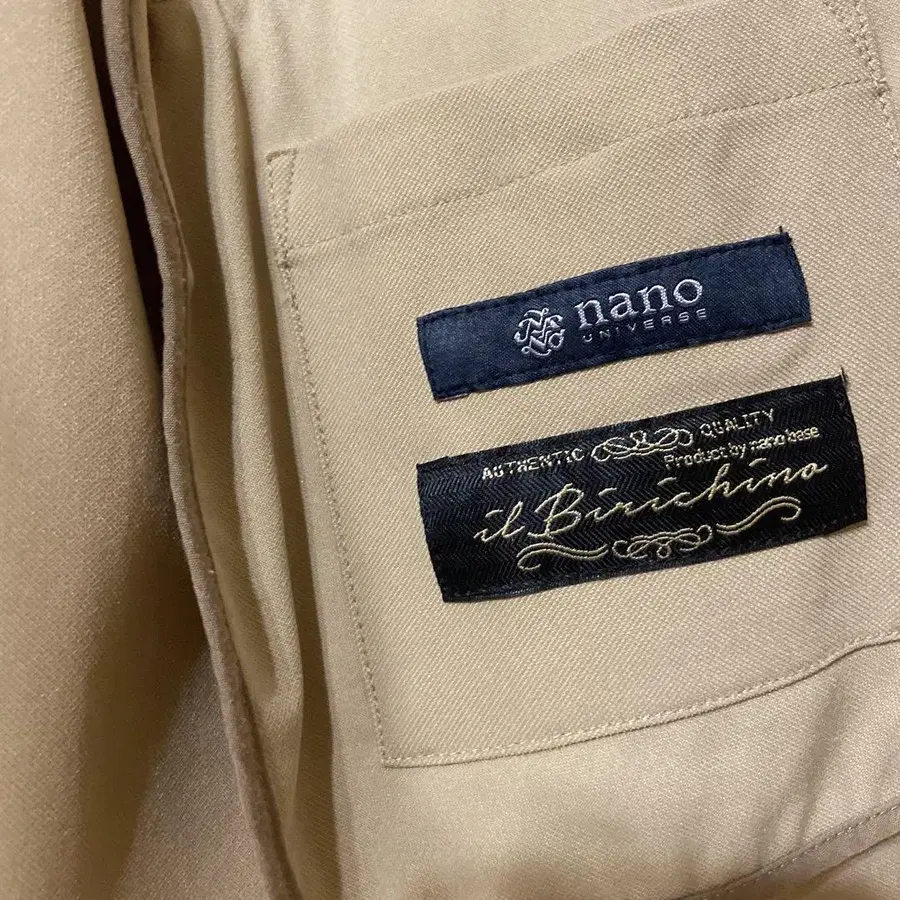 nano
UNIVERSE
AUTHENTIC QUALITY
Product by nano base
il Birichino